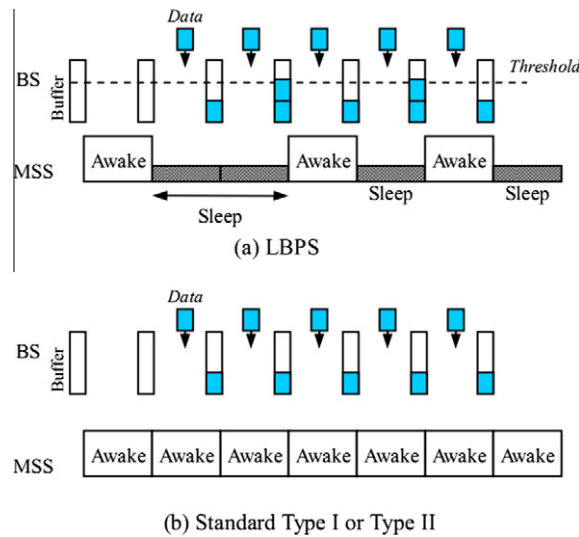 Data
BS
Buffer
Threshold
MSS
Awake Awake Awake
Sleep Sleep Sleep
(a) LBPS
Data
BS
Buffer
MSS
Awake Awake Awake Awake Awake Awake Awake
(b) Standard Type I or Type II